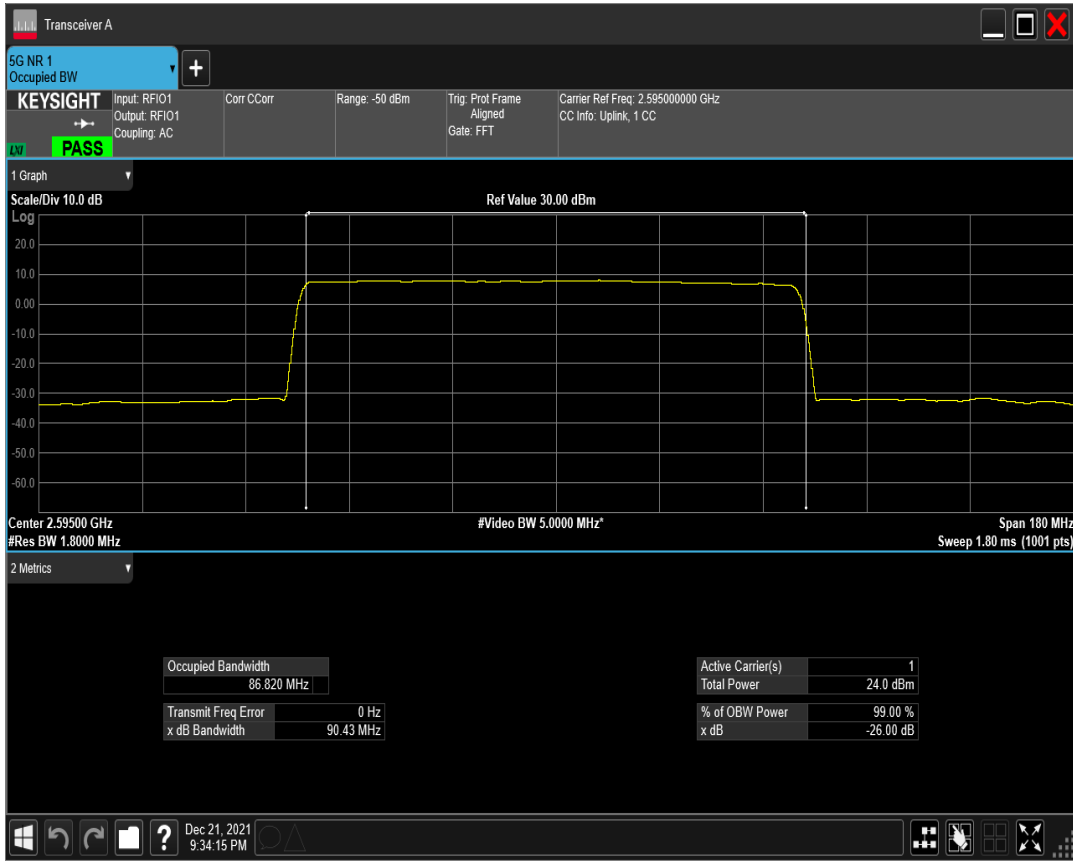 Transceiver A
5G NR 1
Occupied BW
+
KEYSIGHT
LXI
PASS
Input: RFIO1
Output: RFIO1
Coupling: AC
Corr CCorr
Range: -50 dBm
Trig: Prot Frame
Aligned
Gate: FFT
Carrier Ref Freq: 2.595000000 GHz
CC Info: Uplink, 1 CC
1 Graph
Scale/Div 10.0 dB
Ref Value 30.00 dBm
Log
20.0
10.0
0.00
-10.0
-20.0
-30.0
-40.0
-50.0
-60.0
Center 2.59500 GHz
#Video BW 5.0000 MHz*
Span 180 MHz
#Res BW 1.8000 MHz
Sweep 1.80 ms (1001 pts)
2 Metrics
Occupied Bandwidth
86.820 MHz
Transmit Freq Error 0 Hz
x dB Bandwidth 90.43 MHz
Active Carrier(s) 1
Total Power 24.0 dBm
% of OBW Power 99.00 %
x dB -26.00 dB
?
Dec 21, 2021
9:34:15 PM